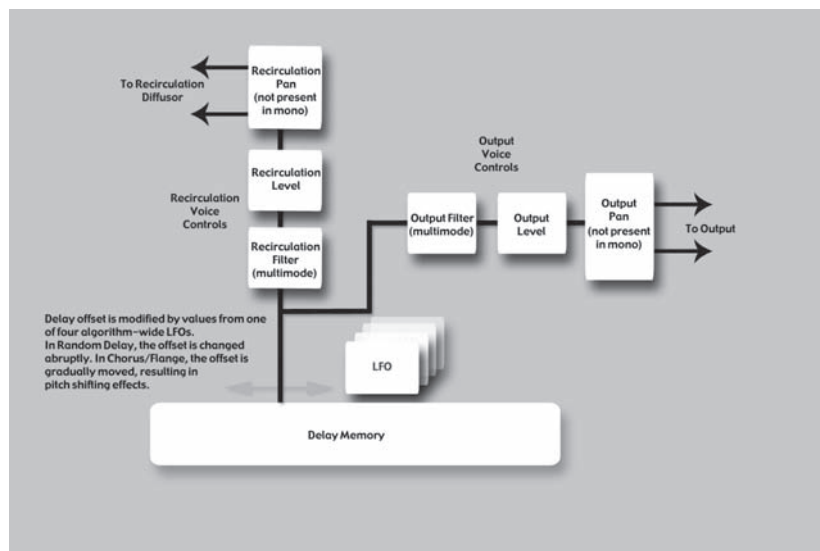 Recirculation
Pan
(not present
in mono)
To Recirculation
Diffusor
Recirculation
Level
Recirculation
Voice
Controls
Recirculation
Filter
(multimode)
Output
Voice
Controls
Output Filter
(multimode)
Output
Level
Output
Pan
(not present
in mono)
To Output
Delay offset is modified by values from one
of four algorithm-wide LFOs.
In Random Delay, the offset is changed
abruptly. In Chorus/Flange, the offset is
gradually moved, resulting in
pitch shifting effects.
LFO
Delay Memory